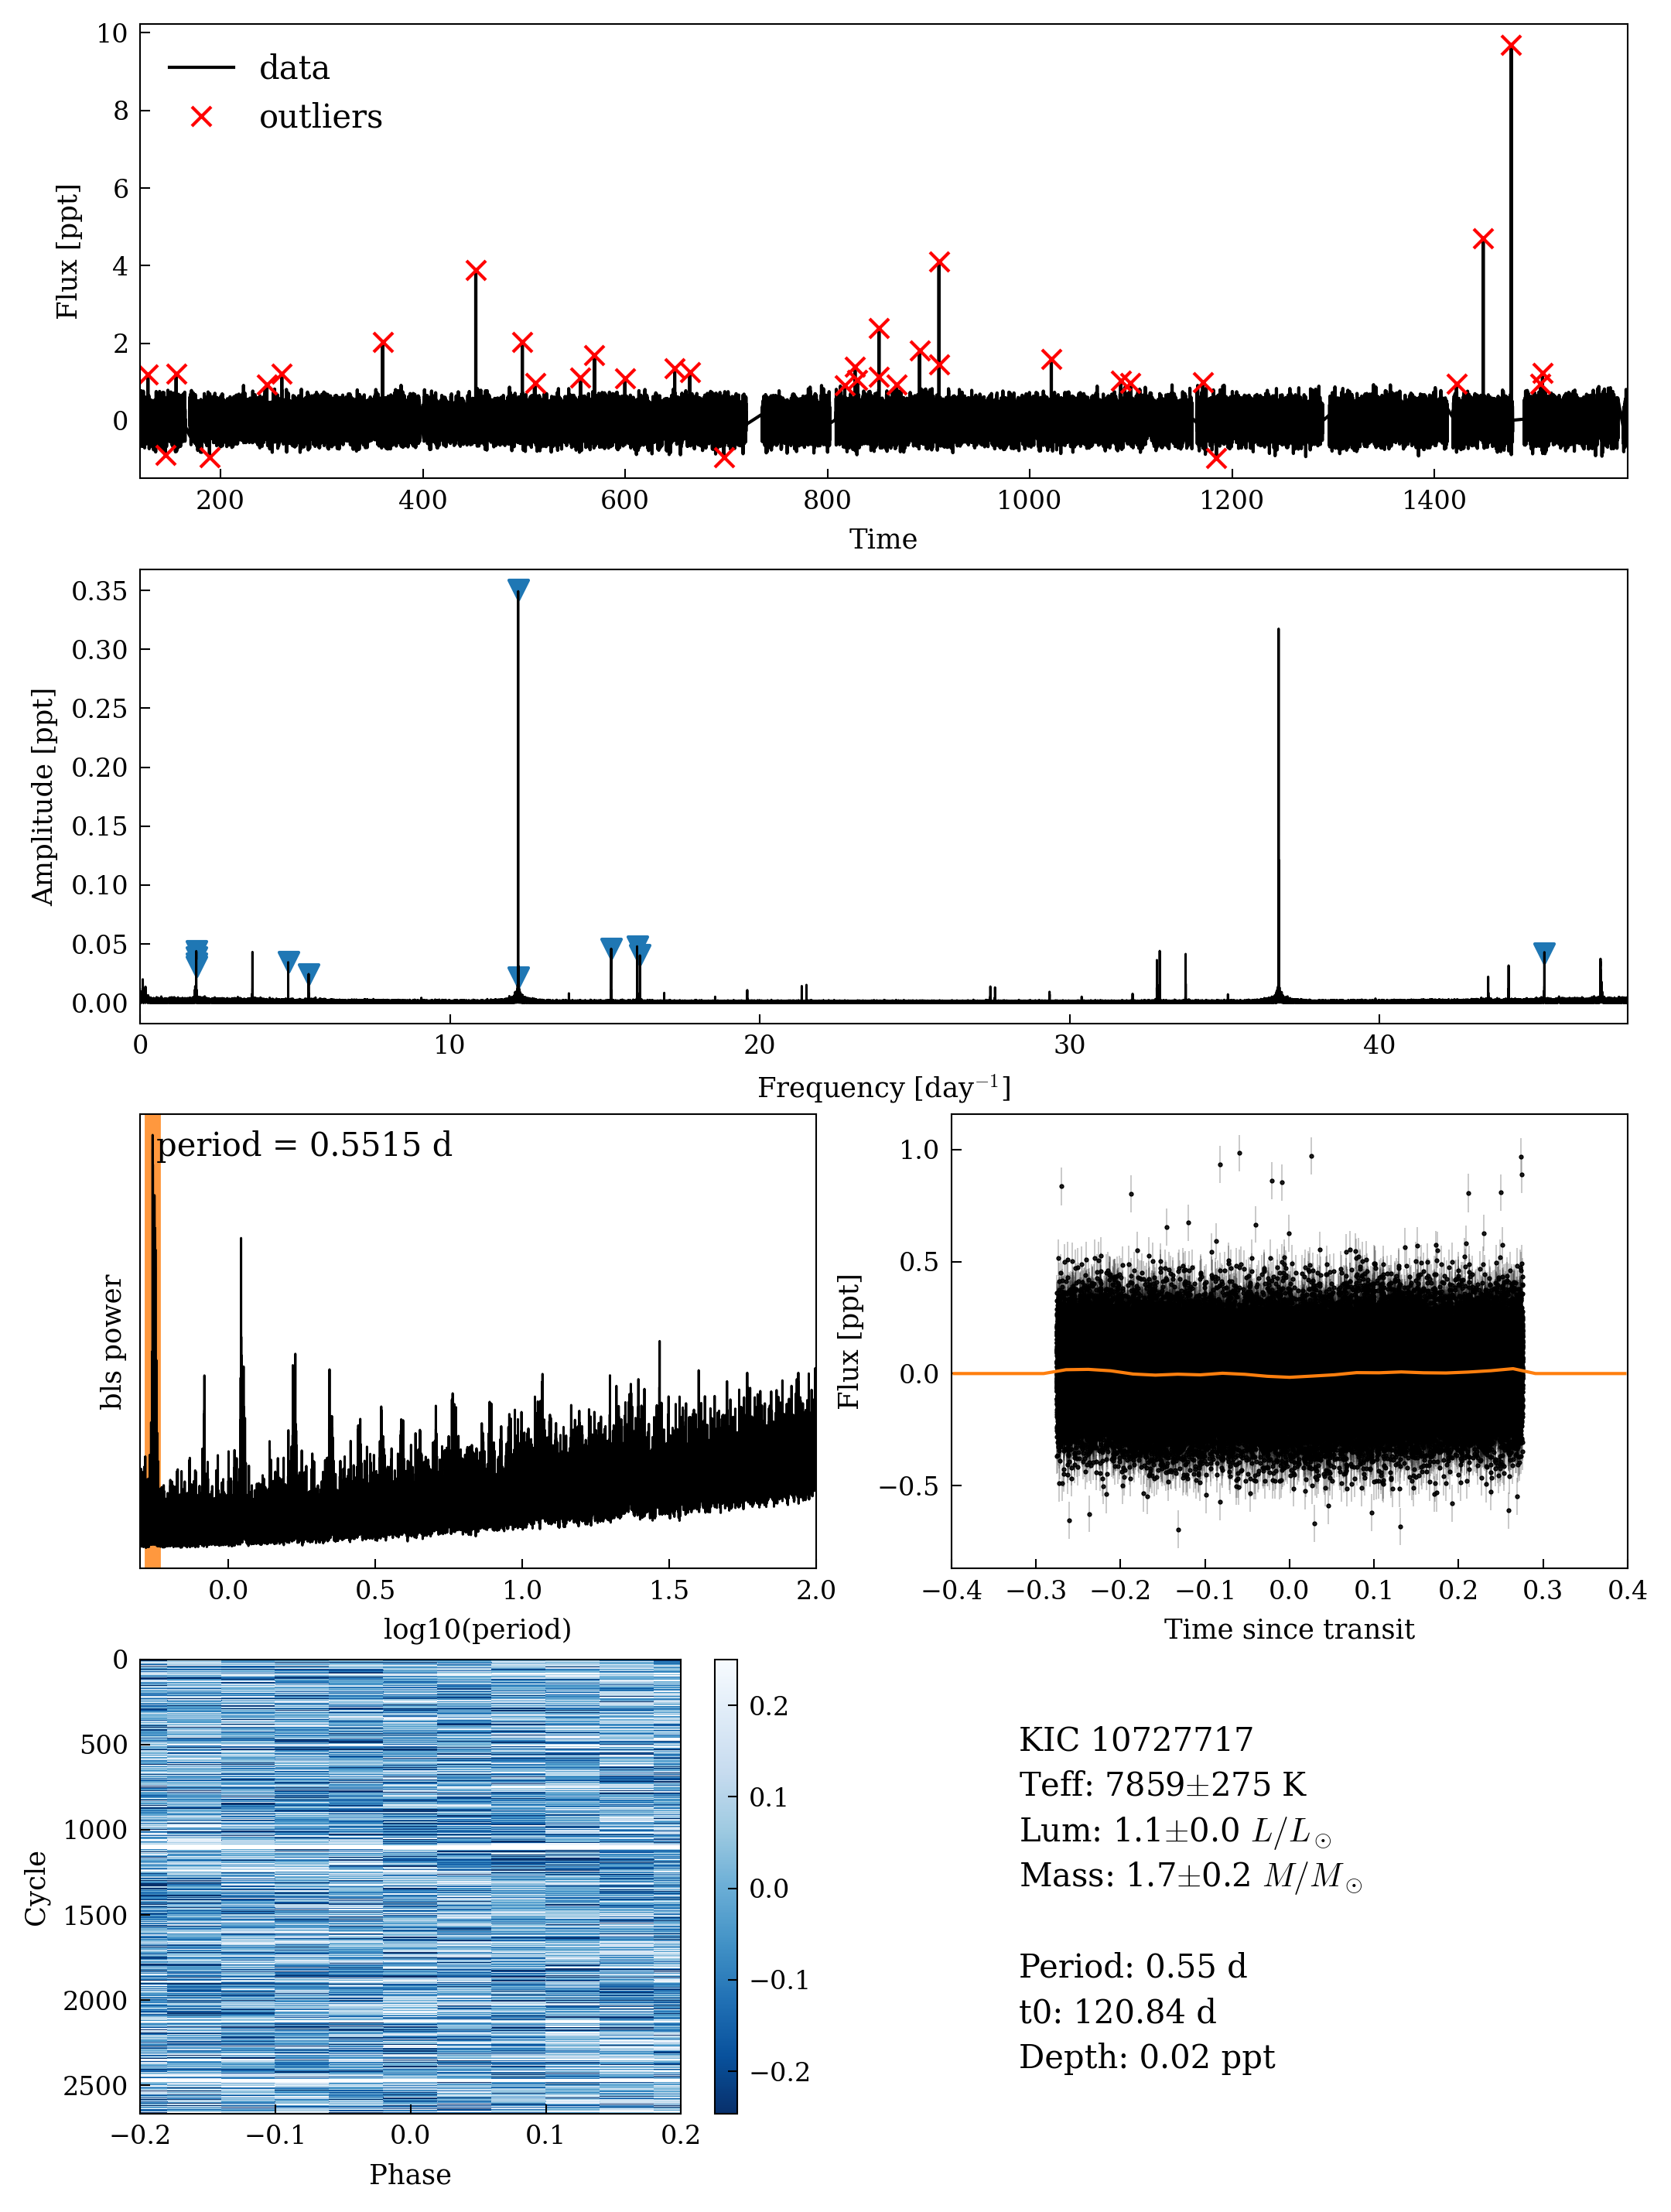 10
8
6
4
2
0
Flux [ppt]
data
outliers
200 400 600 800 1000 1200 1400
Time
0.35
0.30
0.25
0.20
0.15
0.10
0.05
0.00
Amplitude [ppt]
0 10 20 30 40
Frequency [day⁻¹]
period = 0.5515 d
bls power
0.0 0.5 1.0 1.5 2.0
log10(period)
1.0
0.5
0.0
−0.5
Flux [ppt]
−0.4 −0.3 −0.2 −0.1 0.0 0.1 0.2 0.3 0.4
Time since transit
0
500
1000
1500
2000
2500
Cycle
−0.2 −0.1 0.0 0.1 0.2
Phase
0.2
0.1
0.0
−0.1
−0.2
KIC 10727717
Teff: 7859±275 K
Lum: 1.1±0.0 L/L⊙
Mass: 1.7±0.2 M/M⊙
Period: 0.55 d
t0: 120.84 d
Depth: 0.02 ppt